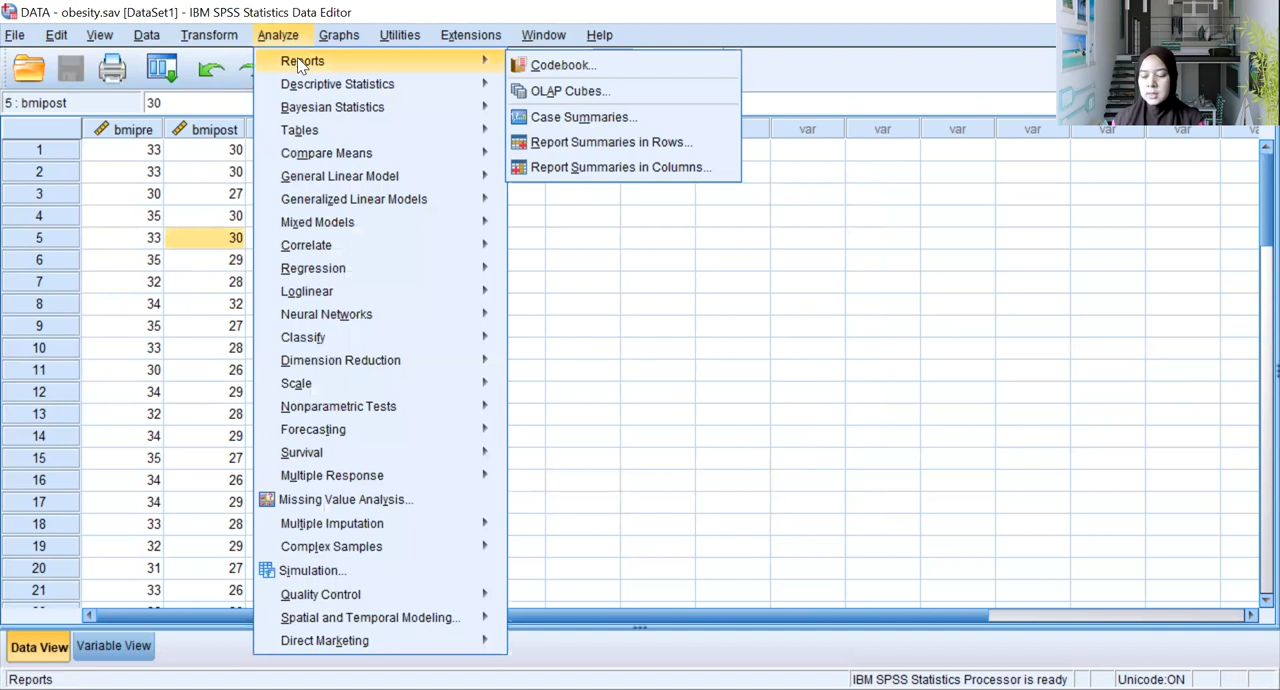 DATA - obesity.sav [DataSet1] - IBM SPSS Statistics Data Editor
File Edit View Data Transform Analyze Graphs Utilities Extensions Window Help
5 : bmipost 30
bmipre bmipost var var var var var
1 33 30
2 33 30
3 30 27
4 35 30
5 33 30
6 35 29
7 32 28
8 34 32
9 35 27
10 33 28
11 30 26
12 34 29
13 32 28
14 34 29
15 35 27
16 34 26
17 34 29
18 33 28
19 32 29
20 31 27
21 33 26
Reports
Descriptive Statistics
Bayesian Statistics
Tables
Compare Means
General Linear Model
Generalized Linear Models
Mixed Models
Correlate
Regression
Loglinear
Neural Networks
Classify
Dimension Reduction
Scale
Nonparametric Tests
Forecasting
Survival
Multiple Response
Missing Value Analysis...
Multiple Imputation
Complex Samples
Simulation...
Quality Control
Spatial and Temporal Modeling...
Direct Marketing
Codebook...
OLAP Cubes...
Case Summaries...
Report Summaries in Rows...
Report Summaries in Columns...
Data View Variable View
Reports IBM SPSS Statistics Processor is ready Unicode:ON